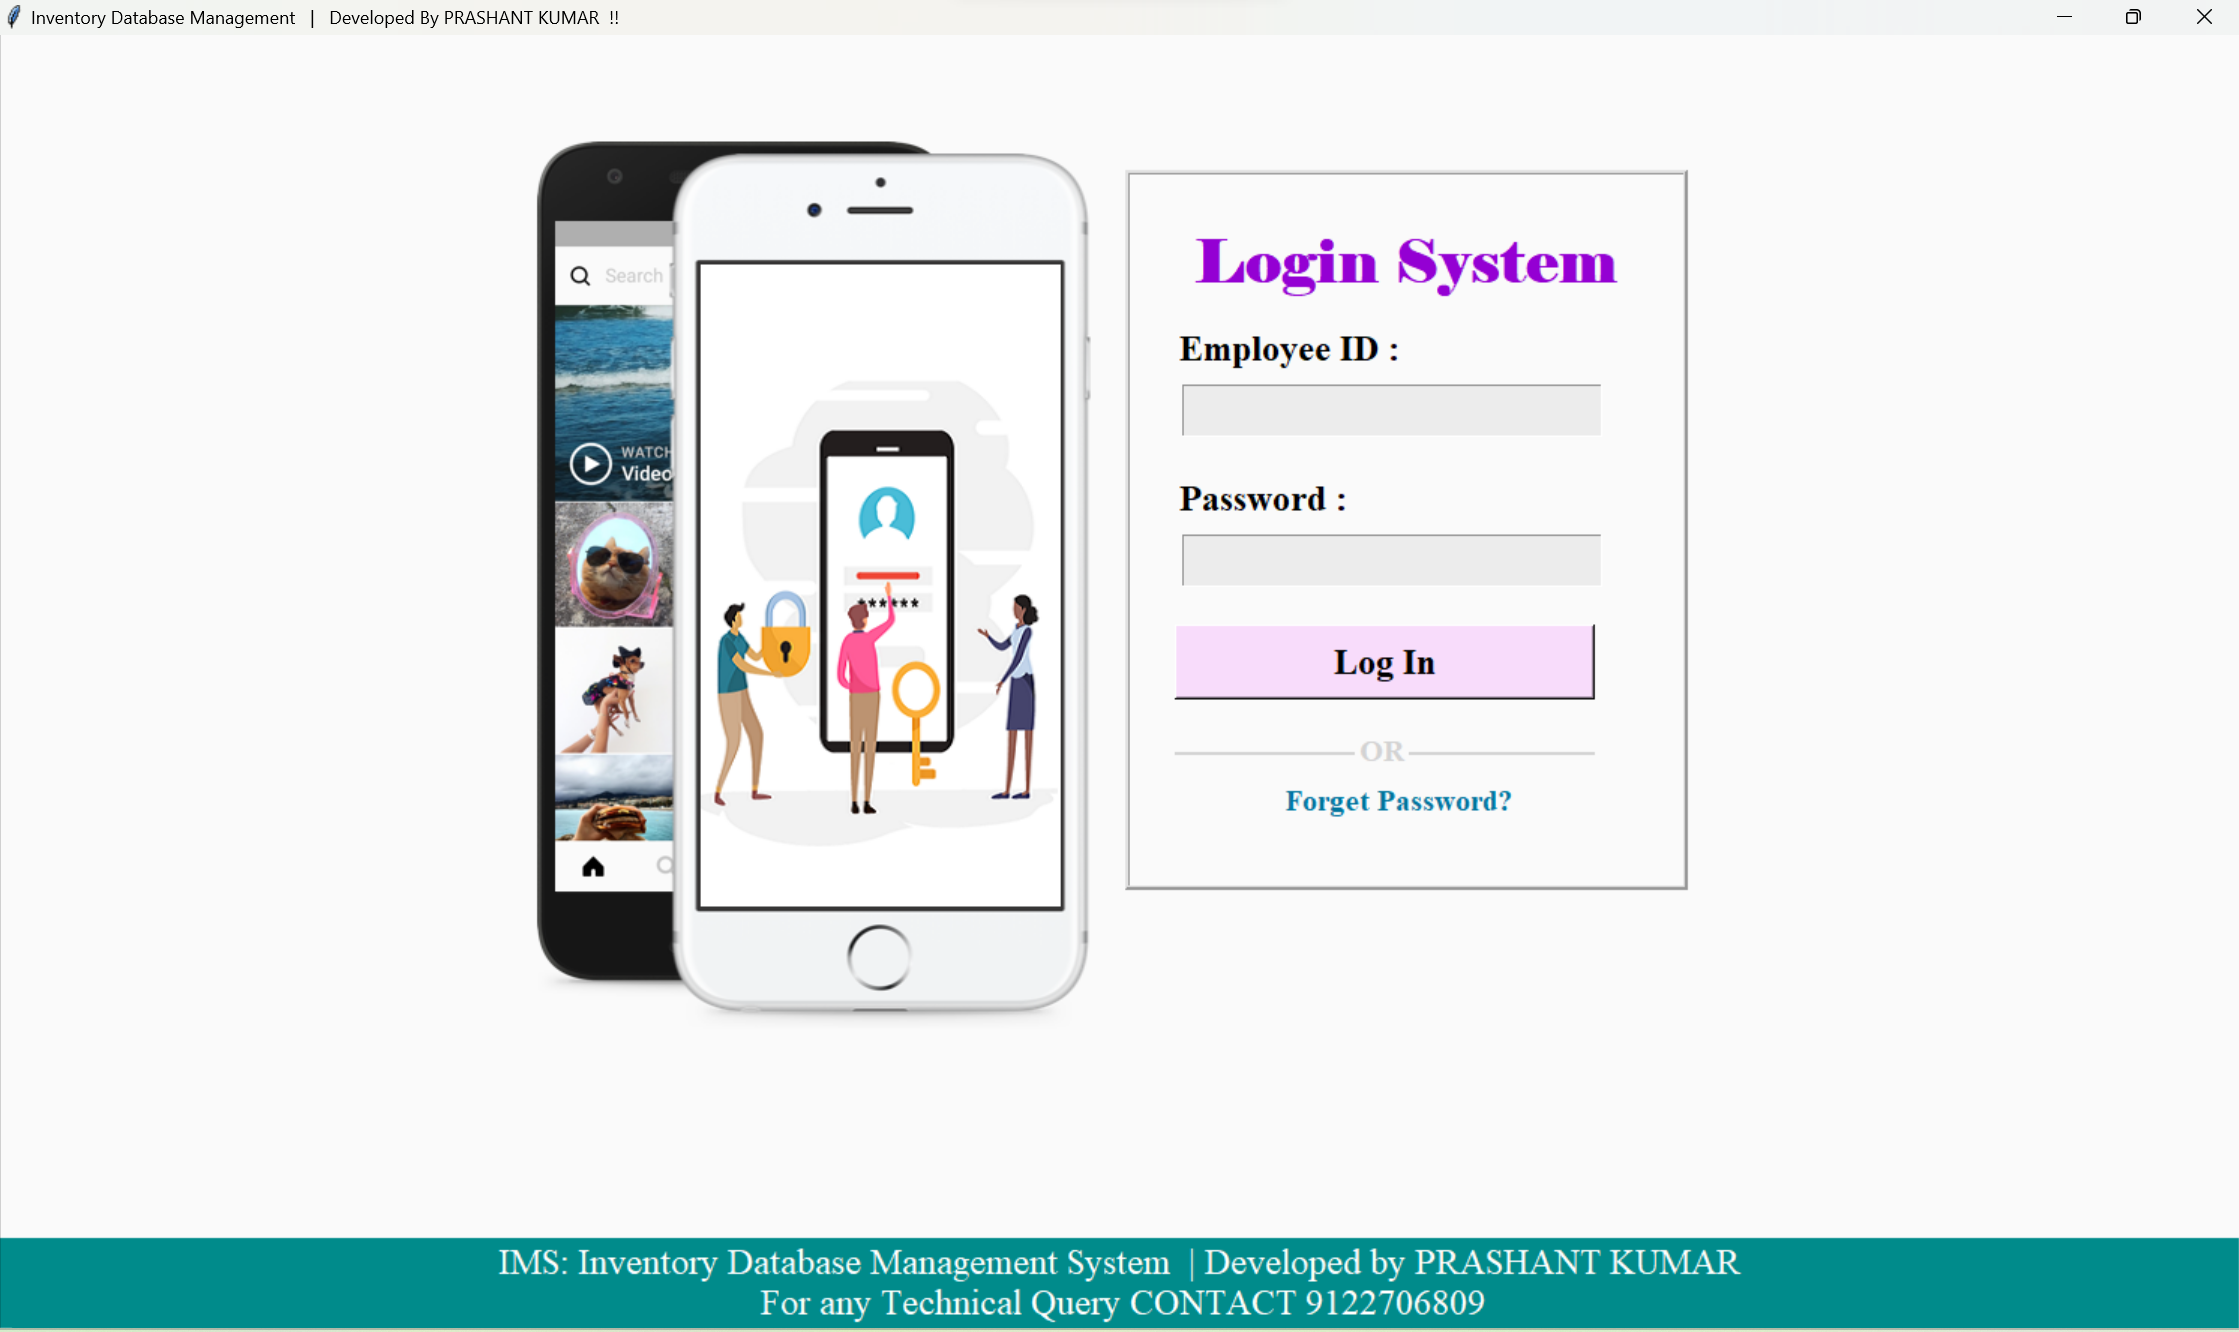 Inventory Database Management | Developed By PRASHANT KUMAR !!
Search
WATCH
Video
******
Login System
Employee ID :
Password :
Log In
OR
Forget Password?
IMS: Inventory Database Management System | Developed by PRASHANT KUMAR
For any Technical Query CONTACT 9122706809